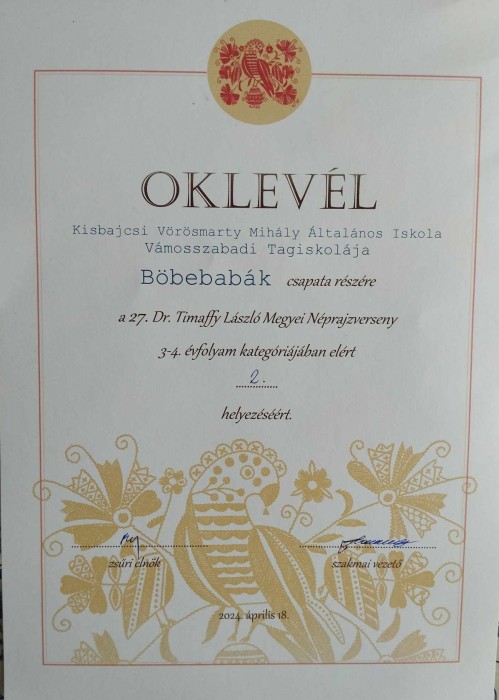 OKLEVÉL
Kisbajcsi Vörösmarty Mihály Általános Iskola
Vámosszabadi Tagiskolája
Böbebabák csapata részére
a 27. Dr. Timaffy László Megyei Néprajzverseny
3-4. évfolyam kategóriájában elért
2.
helyezéséért.
zsűri elnök szakmai vezető
2024. április 18.